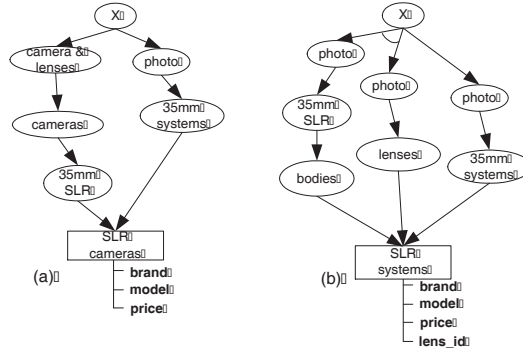 X
camera &
lenses
photo
cameras
35mm
systems
35mm
SLR
SLR
cameras
(a)
brand
model
price
X
photo
photo
photo
35mm
SLR
bodies
lenses
35mm
systems
SLR
systems
(b)
brand
model
price
lens_id